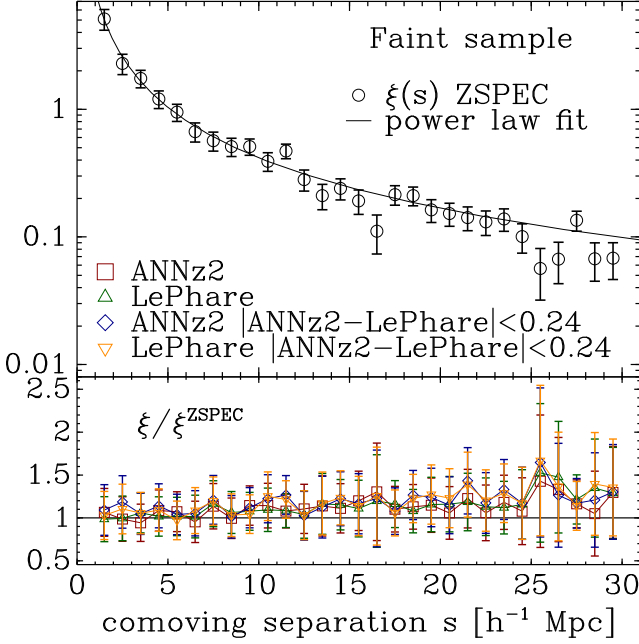 Faint sample
ξ(s) ZSPEC
power law fit
1
0.1
ANNz2
LePhare
ANNz2 |ANNz2−LePhare|<0.24
LePhare |ANNz2−LePhare|<0.24
0.01
2.5
ξ/ξ^ZSPEC
2
1.5
1
0.5
0 5 10 15 20 25 30
comoving separation s [h⁻¹ Mpc]